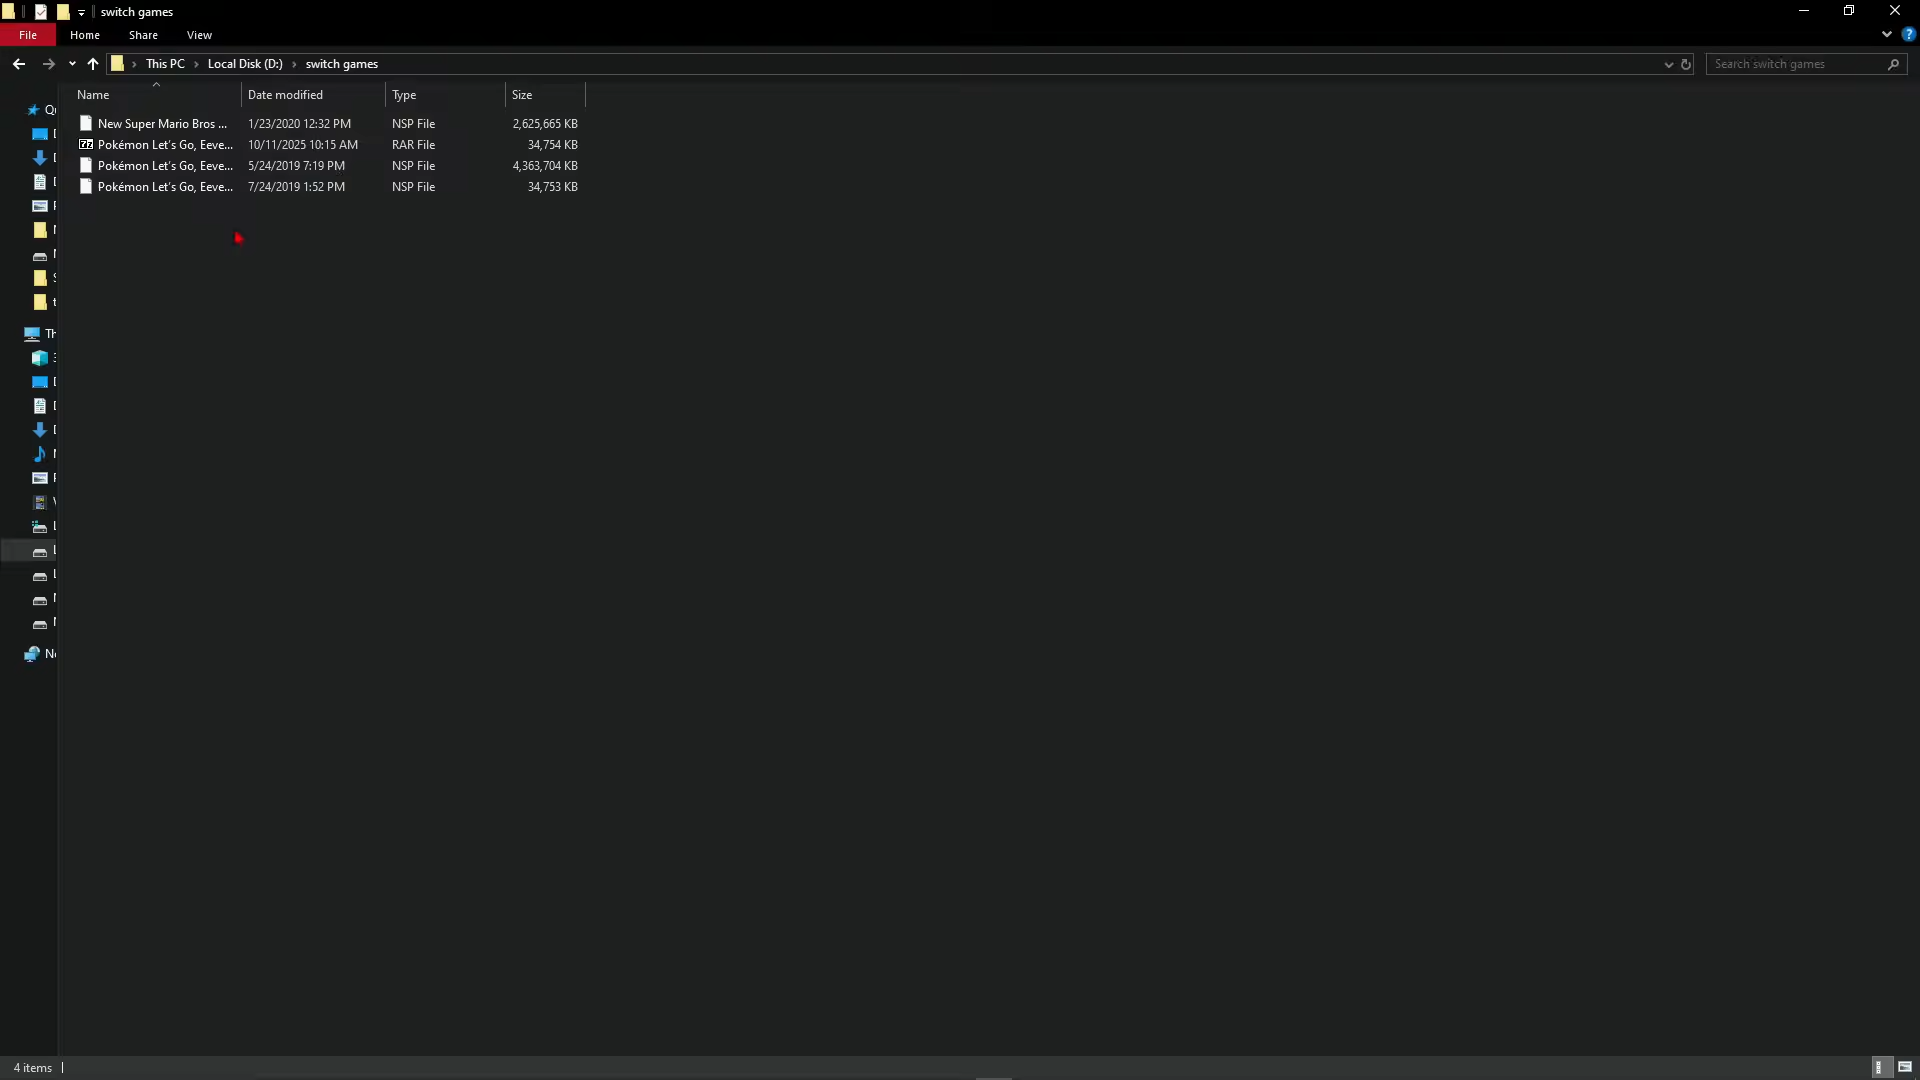 switch games
File Home Share View
This PC › Local Disk (D:) › switch games
Search switch games
Name Date modified Type Size
New Super Mario Bros ... 1/23/2020 12:32 PM NSP File 2,625,665 KB
Pokémon Let's Go, Eeve... 10/11/2025 10:15 AM RAR File 34,754 KB
Pokémon Let's Go, Eeve... 5/24/2019 7:19 PM NSP File 4,363,704 KB
Pokémon Let's Go, Eeve... 7/24/2019 1:52 PM NSP File 34,753 KB
4 items